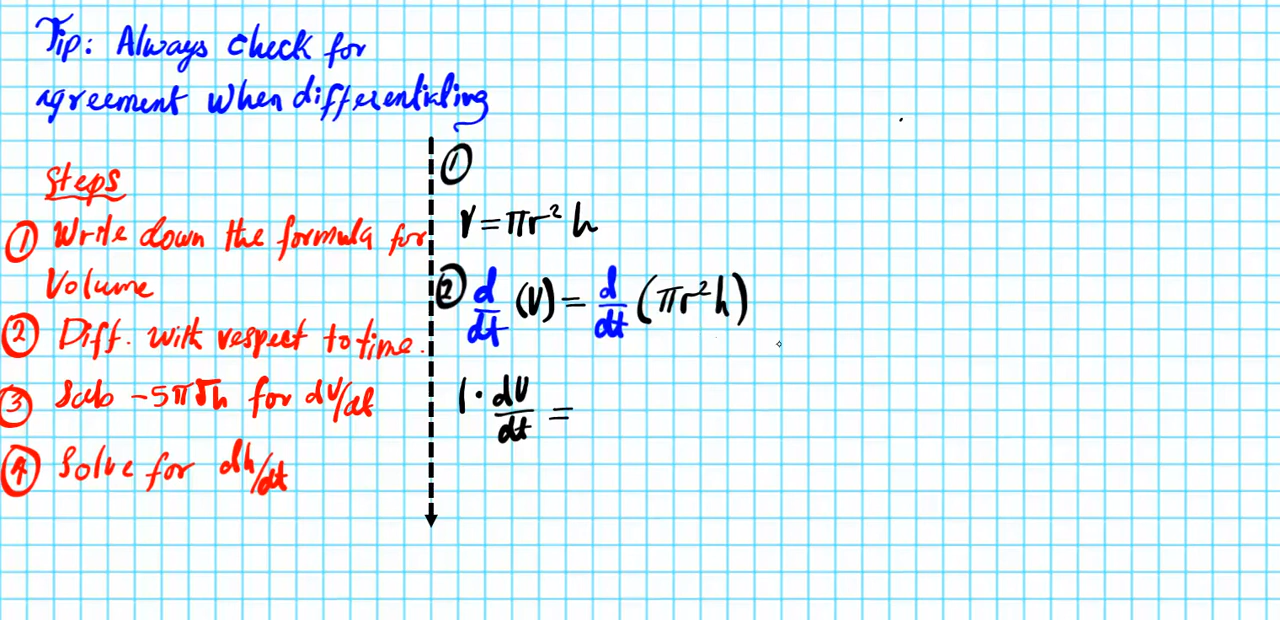 Tip: Always check for
agreement when differentiating
Steps
① Write down the formula for
Volume
② Diff. with respect to time.
③ Sub -5π√h for dV/dt
④ Solve for dh/dt
①
V = πr² h
② d/dt (V) = d/dt (πr²h)
1 · dV/dt =